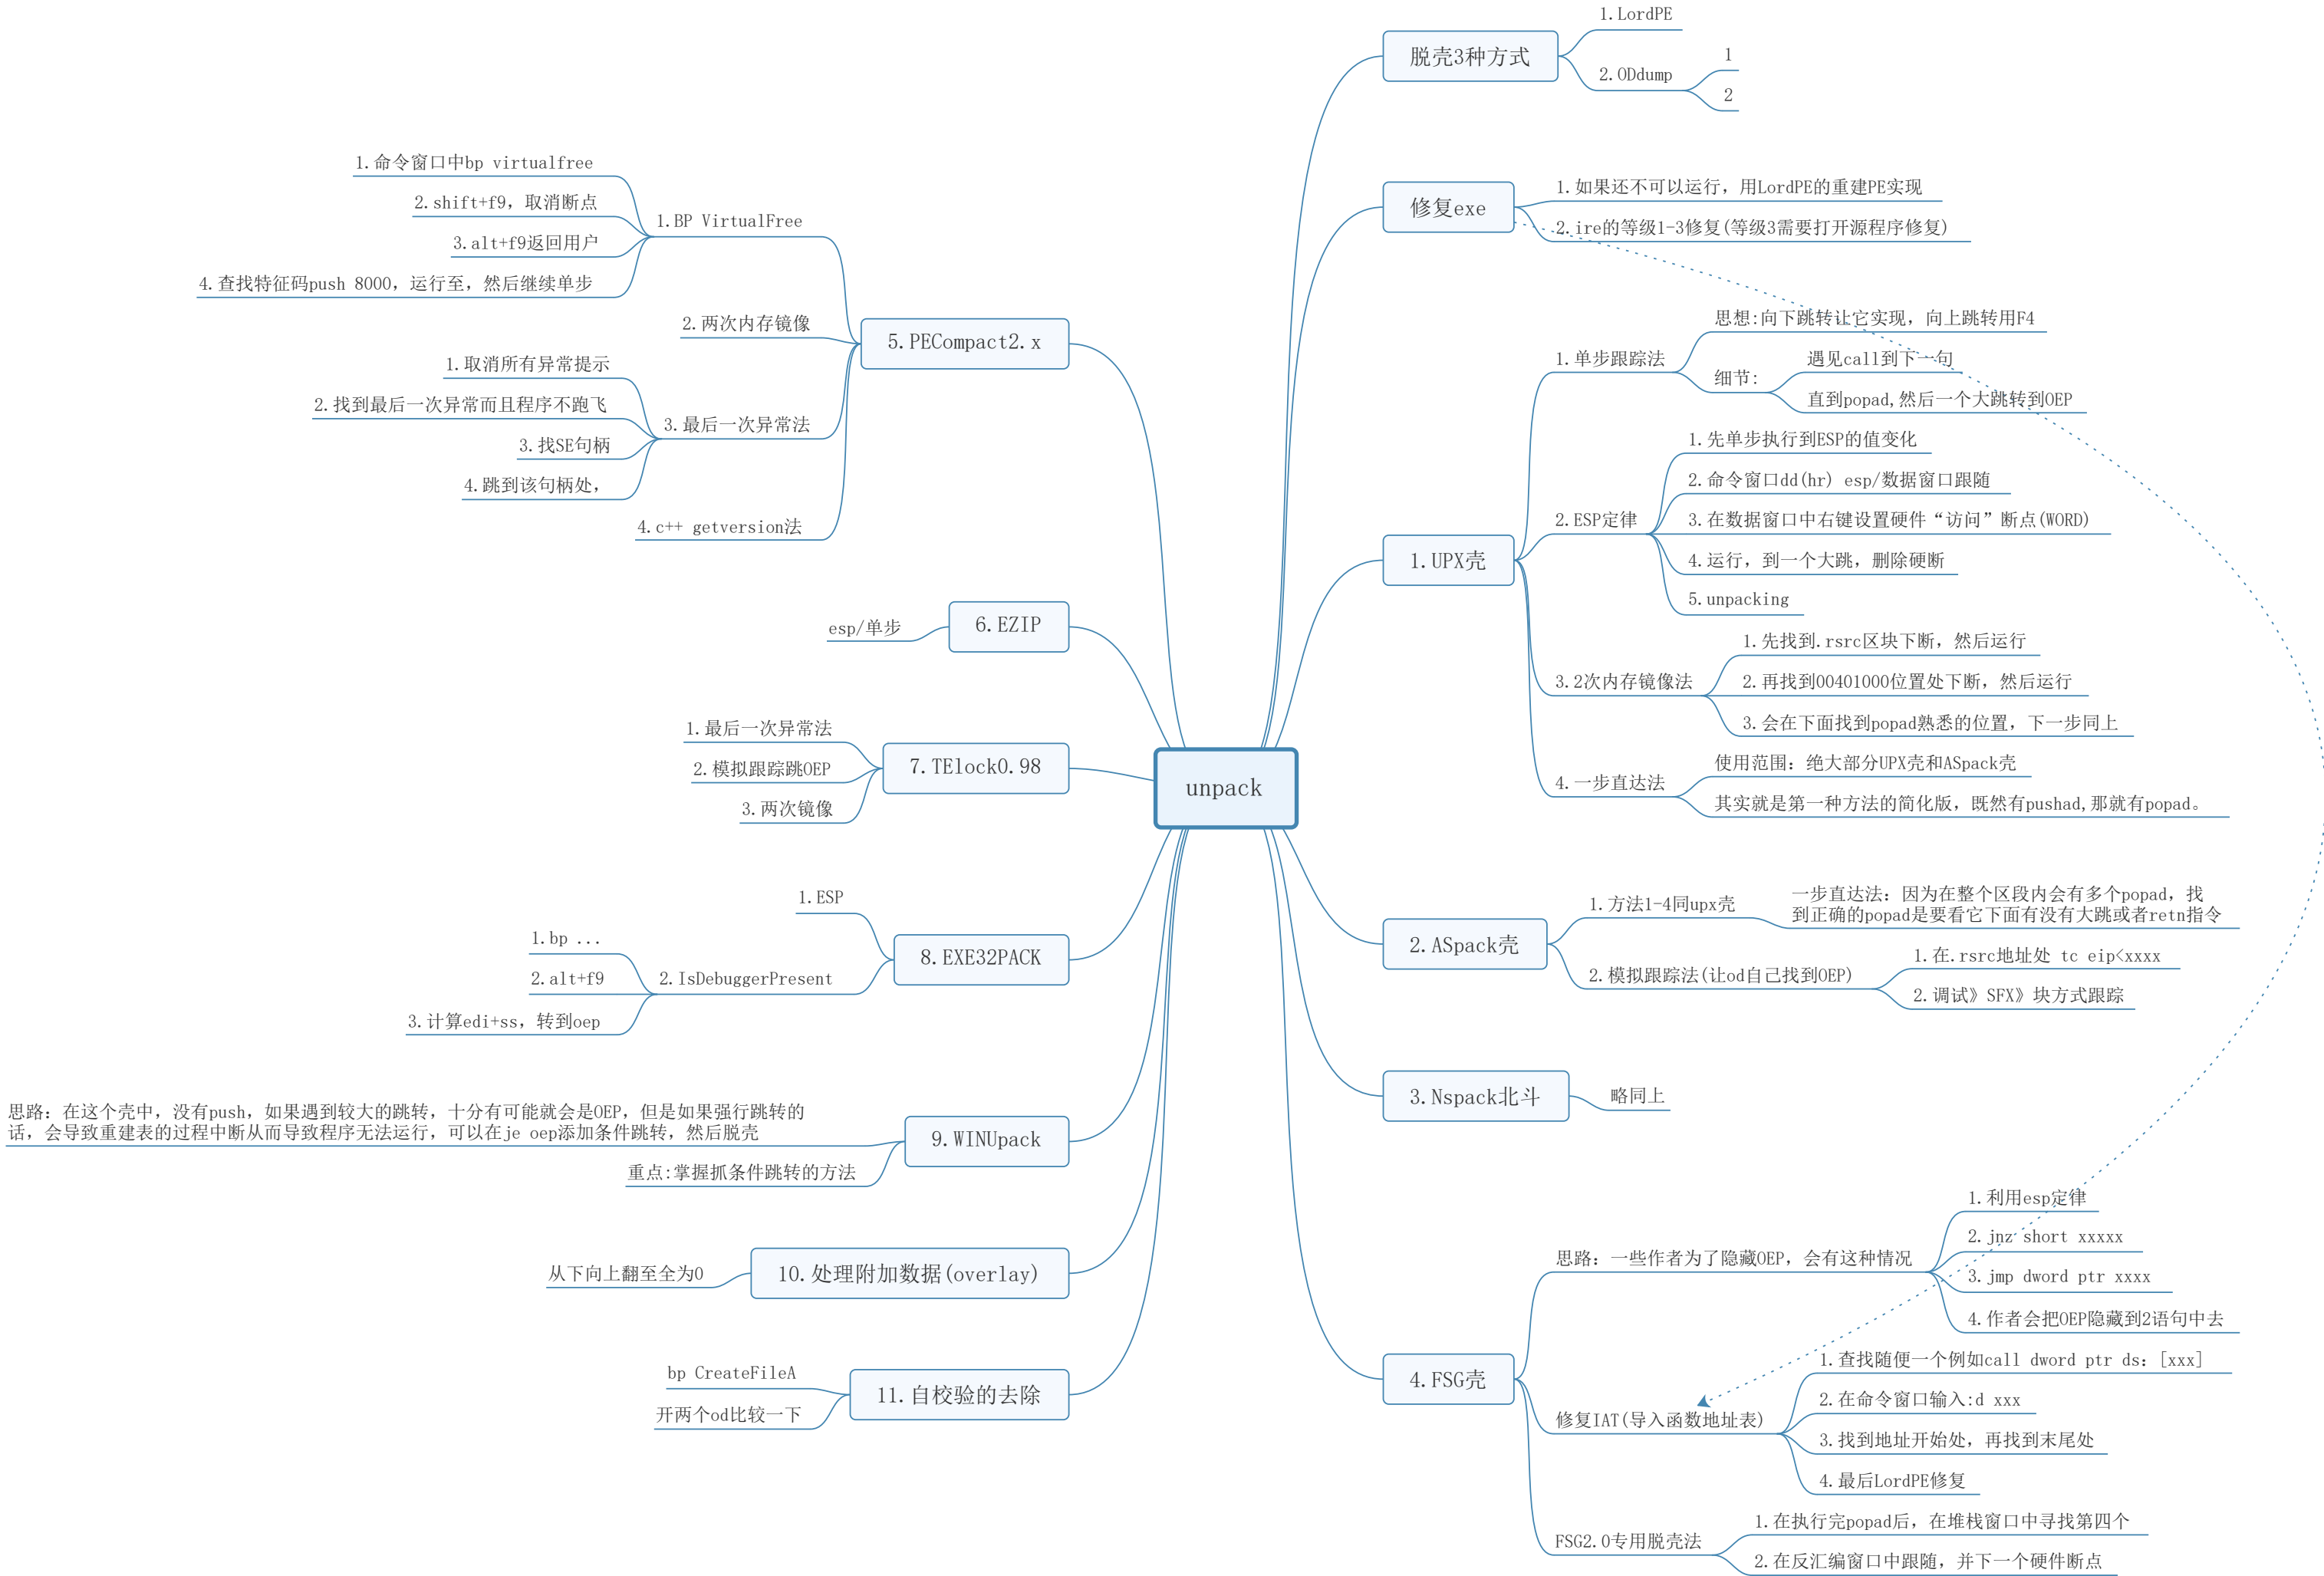 unpack
脱壳3种方式
1.LordPE
2.ODdump
1
2
修复exe
1.如果还不可以运行，用LordPE的重建PE实现
2.ire的等级1-3修复(等级3需要打开源程序修复)
1.UPX壳
1.单步跟踪法
思想:向下跳转让它实现，向上跳转用F4
细节:
遇见call到下一句
直到popad,然后一个大跳转到OEP
2.ESP定律
1.先单步执行到ESP的值变化
2.命令窗口dd(hr) esp/数据窗口跟随
3.在数据窗口中右键设置硬件“访问”断点(WORD)
4.运行，到一个大跳，删除硬断
5.unpacking
3.2次内存镜像法
1.先找到.rsrc区块下断，然后运行
2.再找到00401000位置处下断，然后运行
3.会在下面找到popad熟悉的位置，下一步同上
4.一步直达法
使用范围：绝大部分UPX壳和ASpack壳
其实就是第一种方法的简化版，既然有pushad,那就有popad。
2.ASpack壳
1.方法1-4同upx壳
一步直达法：因为在整个区段内会有多个popad，找
到正确的popad是要看它下面有没有大跳或者retn指令
2.模拟跟踪法(让od自己找到OEP)
1.在.rsrc地址处 tc eip<xxxx
2.调试》SFX》块方式跟踪
3.Nspack北斗
略同上
4.FSG壳
思路：一些作者为了隐藏OEP，会有这种情况
1.利用esp定律
2.jnz short xxxxx
3.jmp dword ptr xxxx
4.作者会把OEP隐藏到2语句中去
修复IAT(导入函数地址表)
1.查找随便一个例如call dword ptr ds：[xxx]
2.在命令窗口输入:d xxx
3.找到地址开始处，再找到末尾处
4.最后LordPE修复
FSG2.0专用脱壳法
1.在执行完popad后，在堆栈窗口中寻找第四个
2.在反汇编窗口中跟随，并下一个硬件断点
5.PECompact2.x
1.BP VirtualFree
1.命令窗口中bp virtualfree
2.shift+f9，取消断点
3.alt+f9返回用户
4.查找特征码push 8000，运行至，然后继续单步
2.两次内存镜像
3.最后一次异常法
1.取消所有异常提示
2.找到最后一次异常而且程序不跑飞
3.找SE句柄
4.跳到该句柄处，
4.c++ getversion法
6.EZIP
esp/单步
7.TElock0.98
1.最后一次异常法
2.模拟跟踪跳OEP
3.两次镜像
8.EXE32PACK
1.ESP
2.IsDebuggerPresent
1.bp ...
2.alt+f9
3.计算edi+ss，转到oep
9.WINUpack
思路：在这个壳中，没有push，如果遇到较大的跳转，十分有可能就会是OEP，但是如果强行跳转的
话，会导致重建表的过程中断从而导致程序无法运行，可以在je oep添加条件跳转，然后脱壳
重点:掌握抓条件跳转的方法
10.处理附加数据(overlay)
从下向上翻至全为0
11.自校验的去除
bp CreateFileA
开两个od比较一下